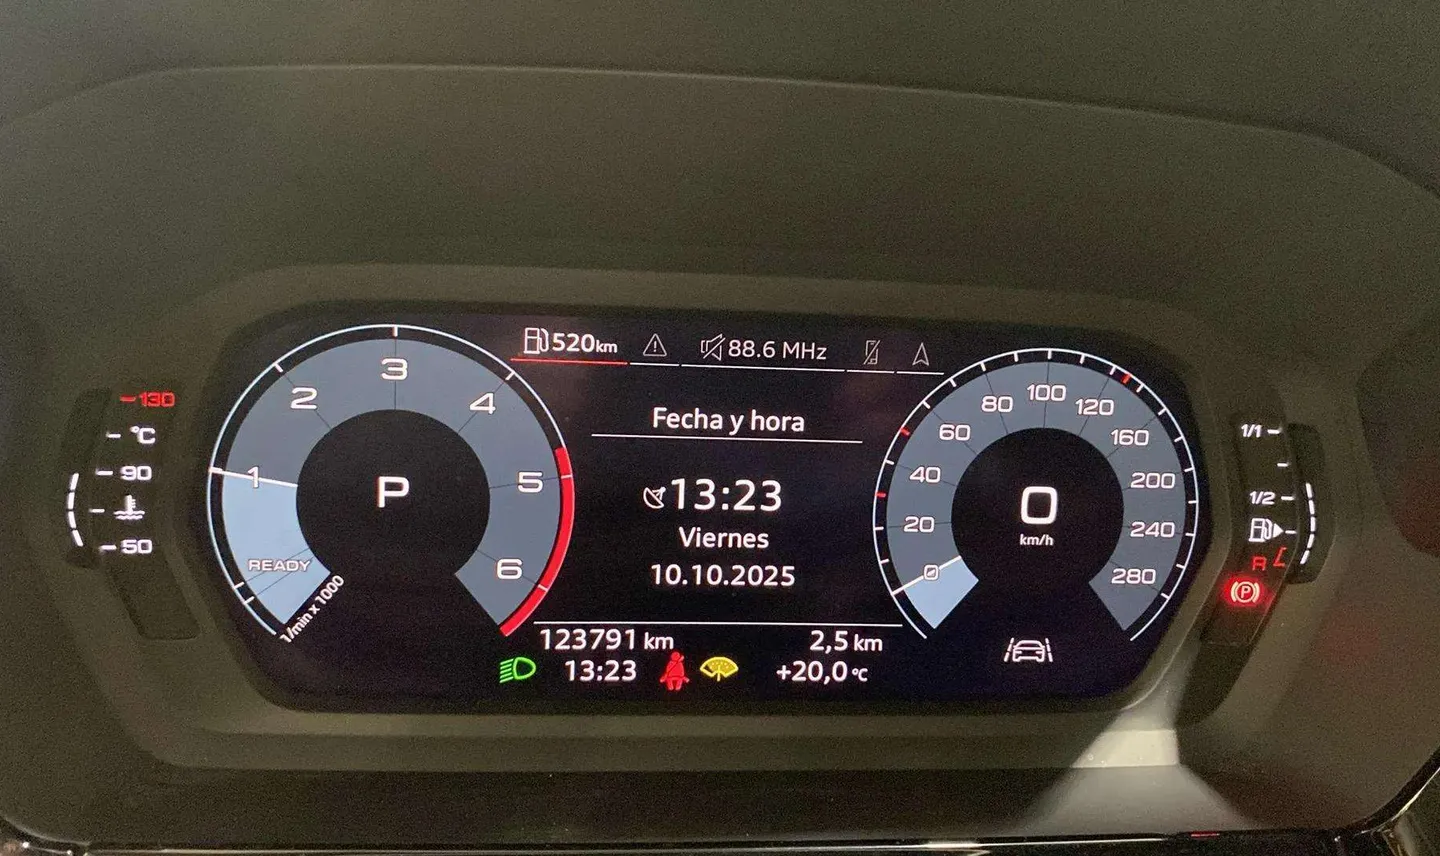 520km
88.6 MHz
Fecha y hora
13:23
Viernes
10.10.2025
123791 km
2,5 km
13:23
+20,0 °C
1
2
3
4
5
6
P
READY
1/min x 1000
0
20
40
60
80
100
120
160
200
240
280
0
km/h
130
°C
90
50
1/1
1/2
R
P